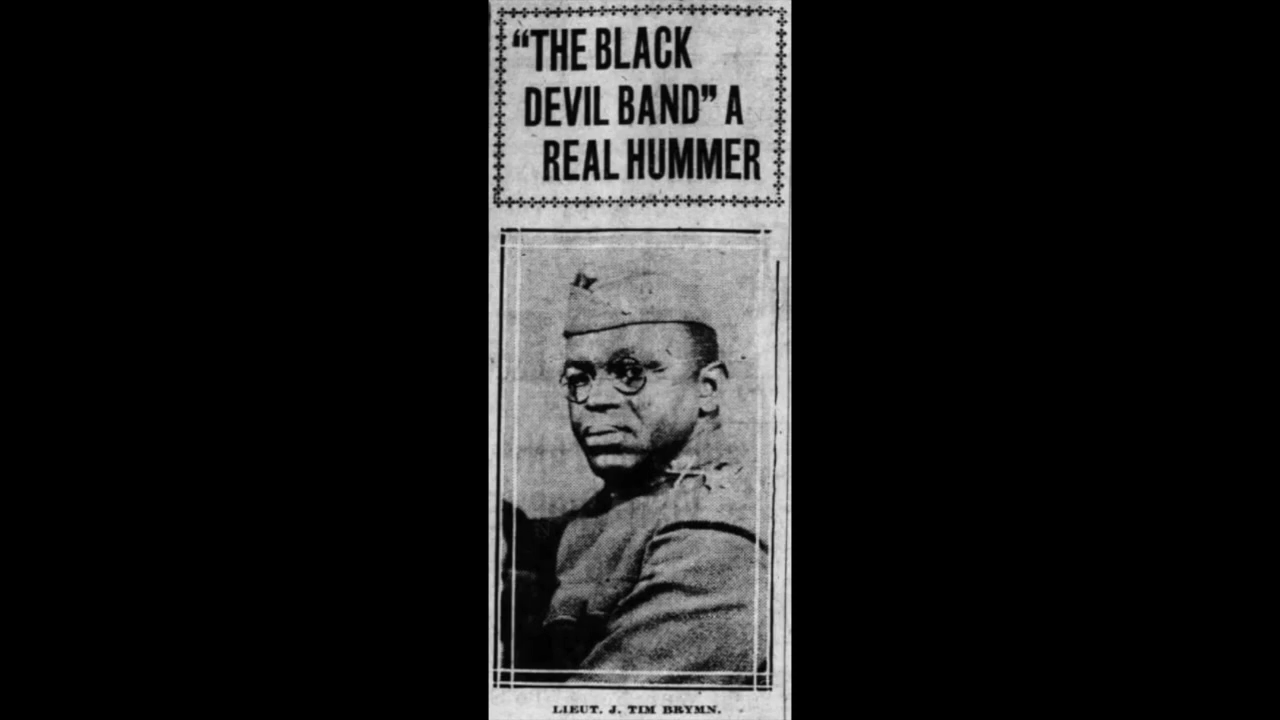 “THE BLACK
DEVIL BAND” A
REAL HUMMER
LIEUT. J. TIM BRYMN.